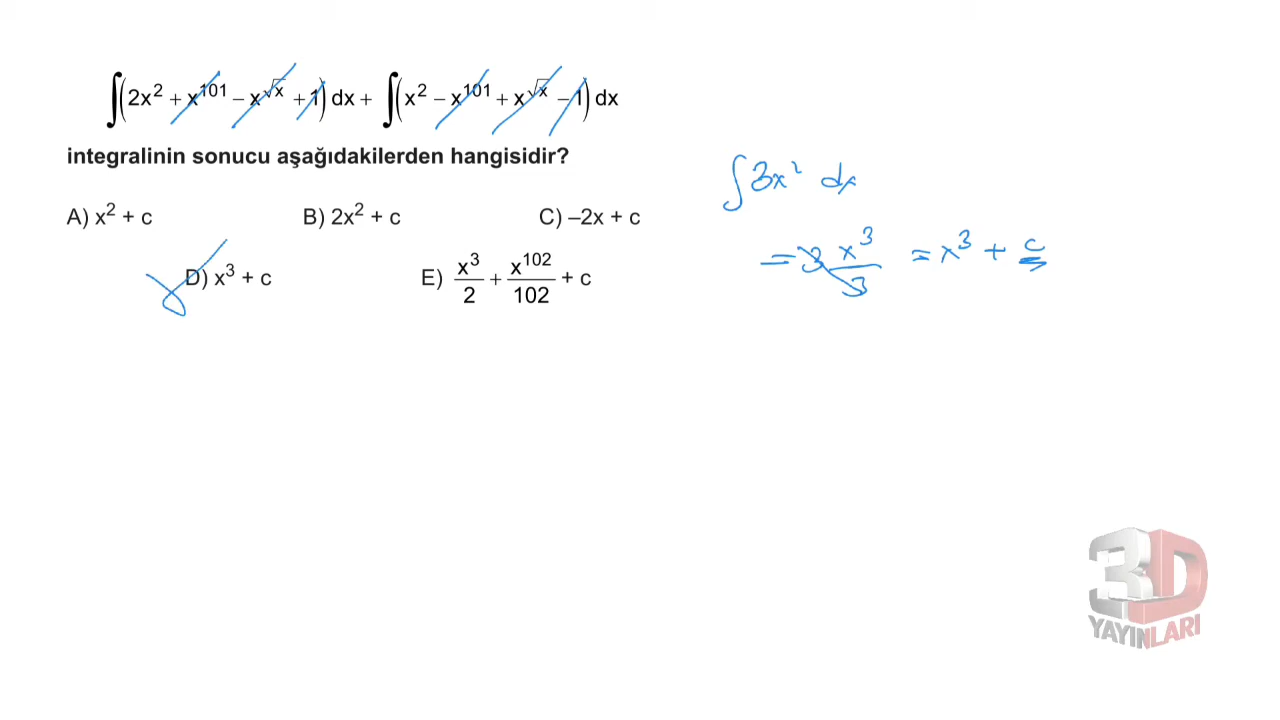 ∫(2x² + x¹⁰¹ − x^√x + 1) dx + ∫(x² − x¹⁰¹ + x^√x − 1) dx
integralinin sonucu aşağıdakilerden hangisidir?
A) x² + c B) 2x² + c C) –2x + c
D) x³ + c E) x³/2 + x¹⁰²/102 + c
∫3x² dx
= 3 x³/3 = x³ + c
3D
YAYINLARI